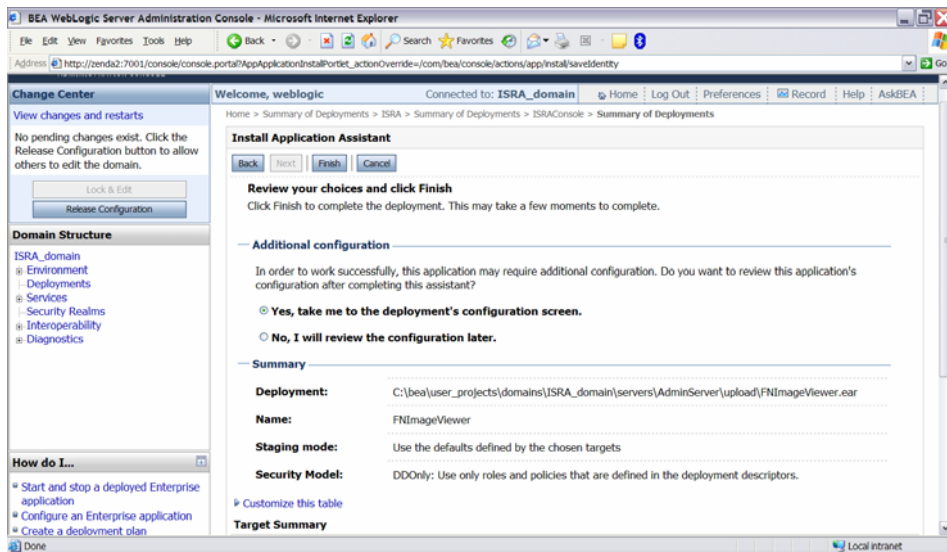 BEA WebLogic Server Administration Console - Microsoft Internet Explorer
File Edit View Favorites Tools Help
Back Search Favorites
Address http://zenda2:7001/console/console.portal?AppApplicationInstallPortlet_actionOverride=/com/bea/console/actions/app/install/saveIdentity Go
Change Center
View changes and restarts
No pending changes exist. Click the
Release Configuration button to allow
others to edit the domain.
Lock & Edit
Release Configuration
Domain Structure
ISRA_domain
Environment
Deployments
Services
Security Realms
Interoperability
Diagnostics
How do I...
Start and stop a deployed Enterprise
application
Configure an Enterprise application
Create a deployment plan
Welcome, weblogic Connected to: ISRA_domain Home Log Out Preferences Record Help AskBEA
Home > Summary of Deployments > ISRA > Summary of Deployments > ISRAConsole > Summary of Deployments
Install Application Assistant
Back Next Finish Cancel
Review your choices and click Finish
Click Finish to complete the deployment. This may take a few moments to complete.
Additional configuration
In order to work successfully, this application may require additional configuration. Do you want to review this application's
configuration after completing this assistant?
Yes, take me to the deployment's configuration screen.
No, I will review the configuration later.
Summary
Deployment: C:\bea\user_projects\domains\ISRA_domain\servers\AdminServer\upload\FNImageViewer.ear
Name: FNImageViewer
Staging mode: Use the defaults defined by the chosen targets
Security Model: DDOnly: Use only roles and policies that are defined in the deployment descriptors.
Customize this table
Target Summary
Done Local intranet